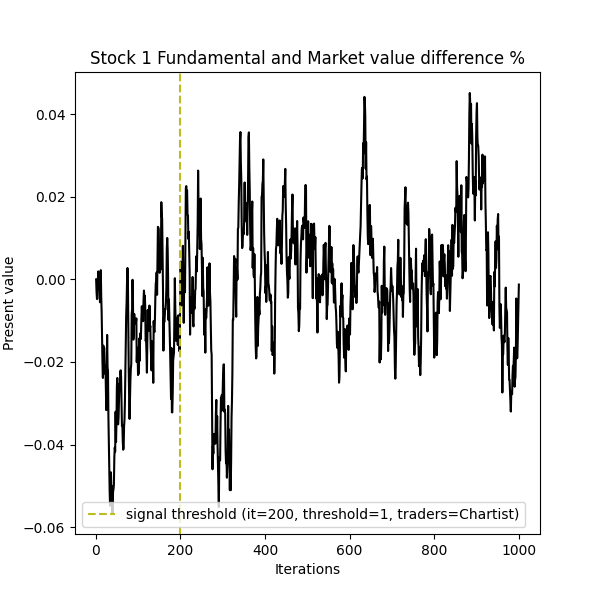 Stock 1 Fundamental and Market value difference %
Present value
0.04
0.02
0.00
−0.02
−0.04
−0.06
signal threshold (it=200, threshold=1, traders=Chartist)
0 200 400 600 800 1000
Iterations